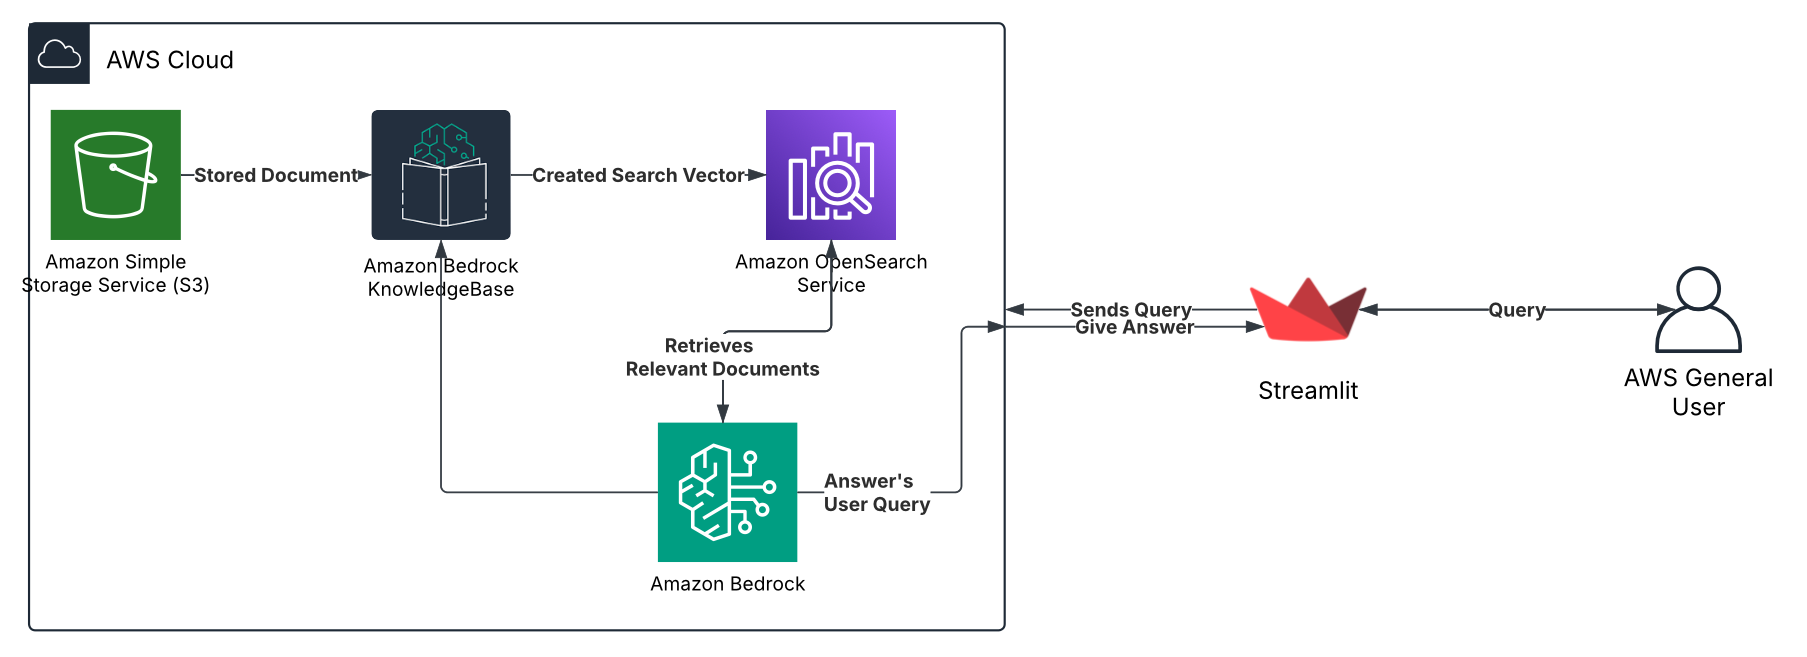 AWS Cloud
Stored Document
Created Search Vector
Amazon Simple
Storage Service (S3)
Amazon Bedrock
KnowledgeBase
Amazon OpenSearch
Service
Sends Query
Give Answer
Query
Retrieves
Relevant Documents
Streamlit
AWS General
User
Answer's
User Query
Amazon Bedrock